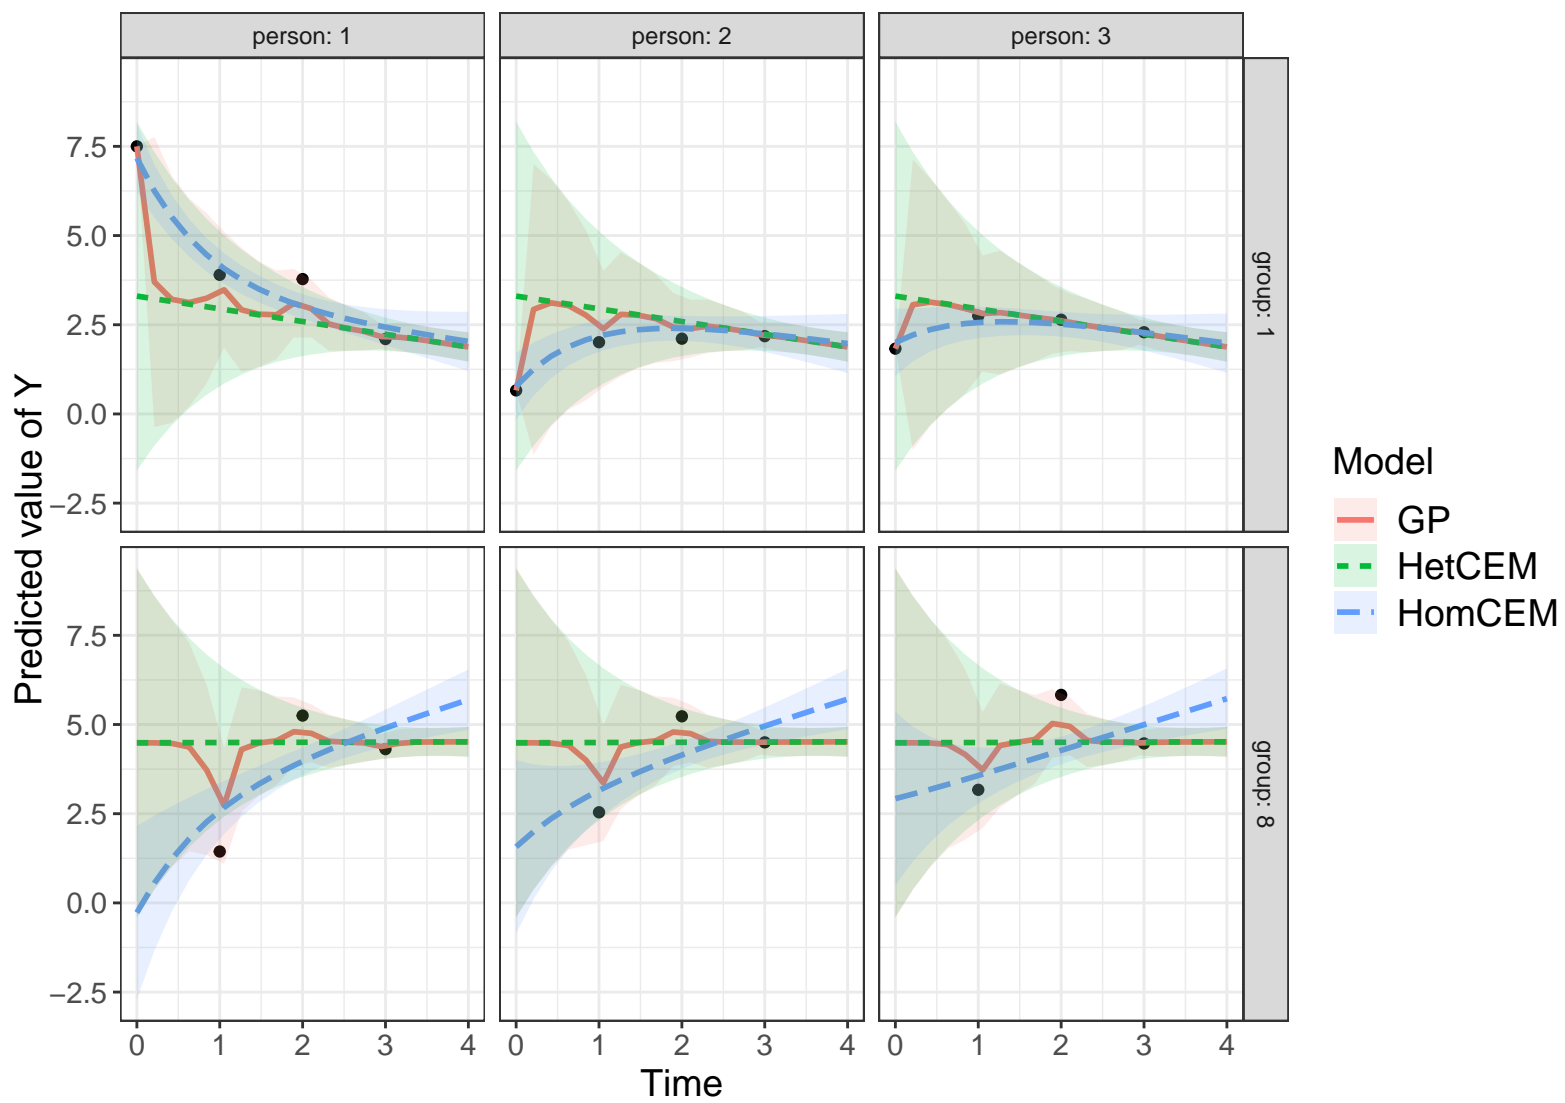 person: 1 person: 2 person: 3
7.5
5.0
2.5
0.0
−2.5
group: 1
7.5
5.0
2.5
0.0
−2.5
group: 8
0 1 2 3 4 0 1 2 3 4 0 1 2 3 4
Time
Predicted value of Y
Model
GP
HetCEM
HomCEM